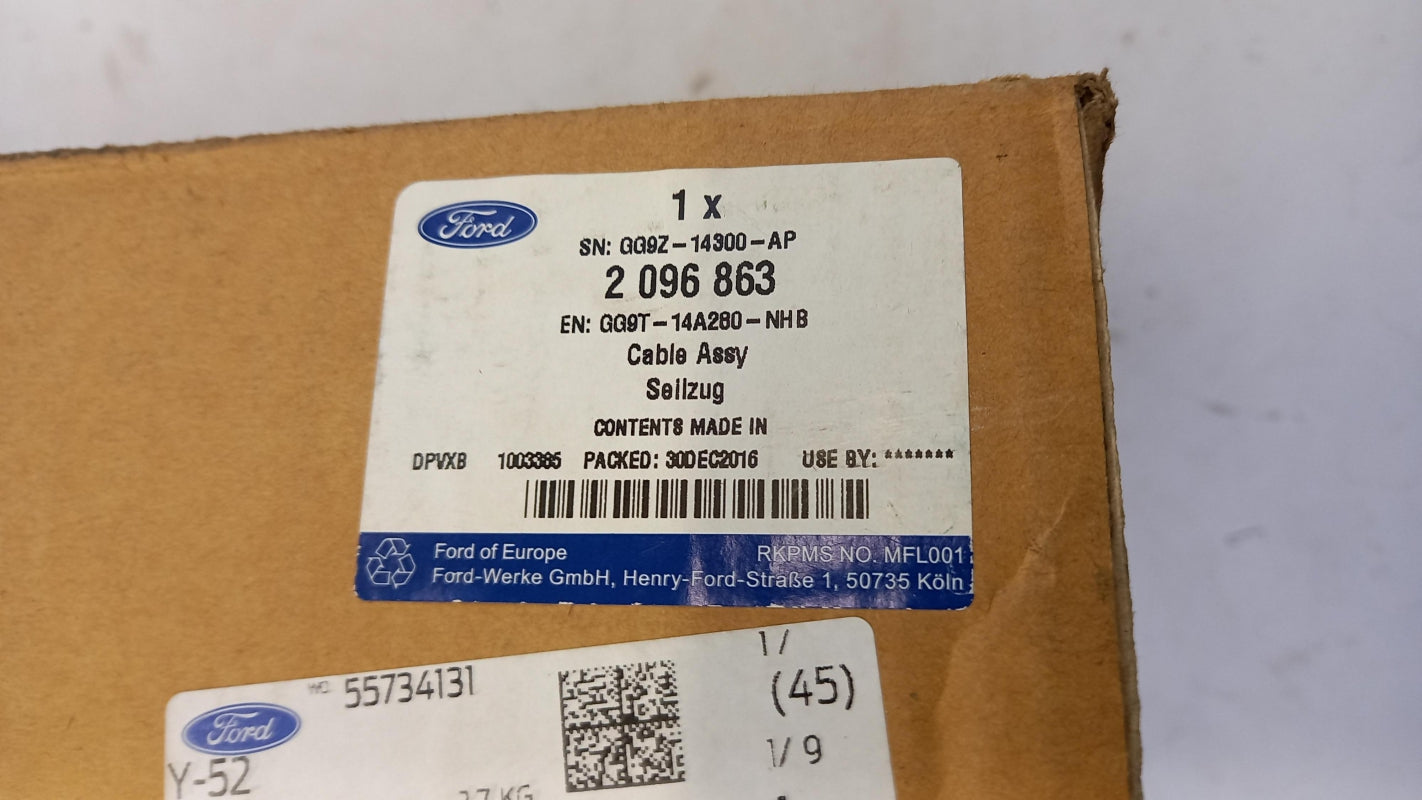 Ford
1 x
SN: GG9Z-14300-AP
2 096 863
EN: GG9T-14A280-NHB
Cable Assy
Seilzug
CONTENTS MADE IN
DPVXB 1003385 PACKED: 30DEC2016 USE BY: *******
Ford of Europe RKPMS NO. MFL001
Ford-Werke GmbH, Henry-Ford-Straße 1, 50735 Köln
1/
55734131
(45)
Ford
1/9
Y-52
KG